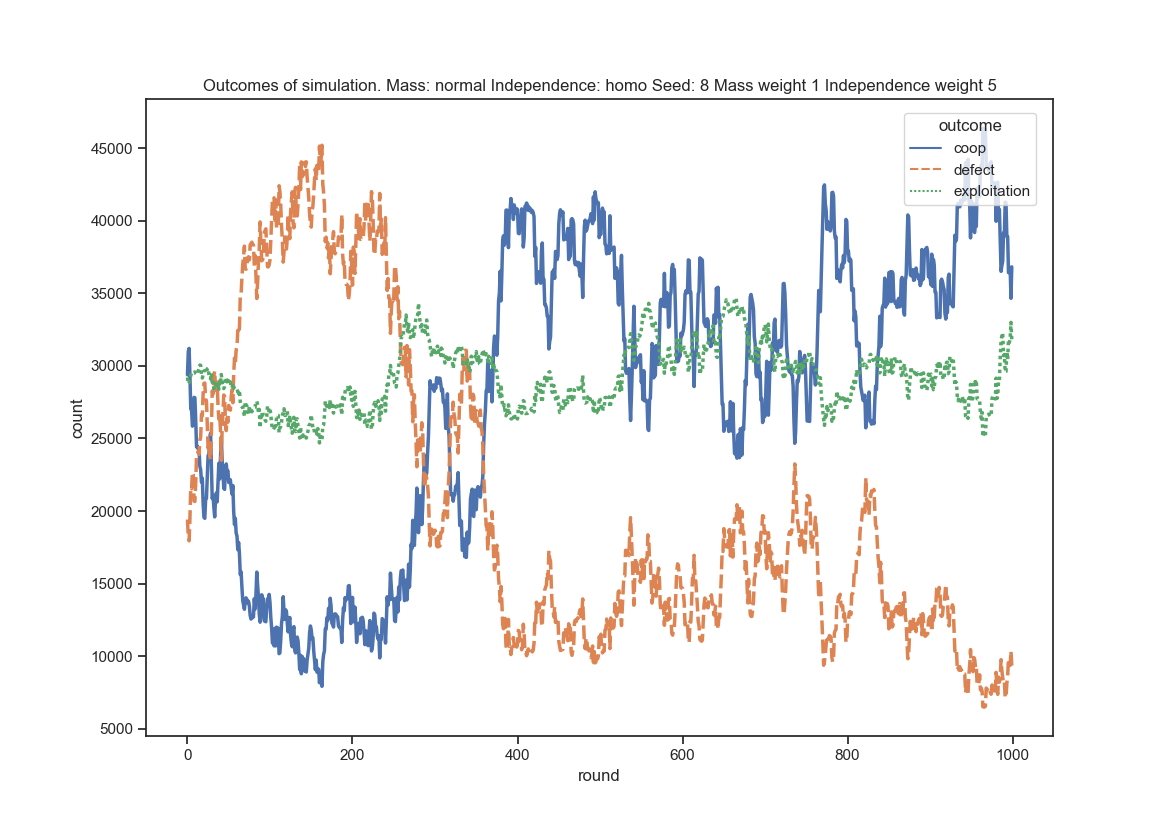 Outcomes of simulation. Mass: normal Independence: homo Seed: 8 Mass weight 1 Independence weight 5
outcome
coop
defect
exploitation
45000
40000
35000
30000
25000
20000
15000
10000
5000
count
0
200
400
600
800
1000
round